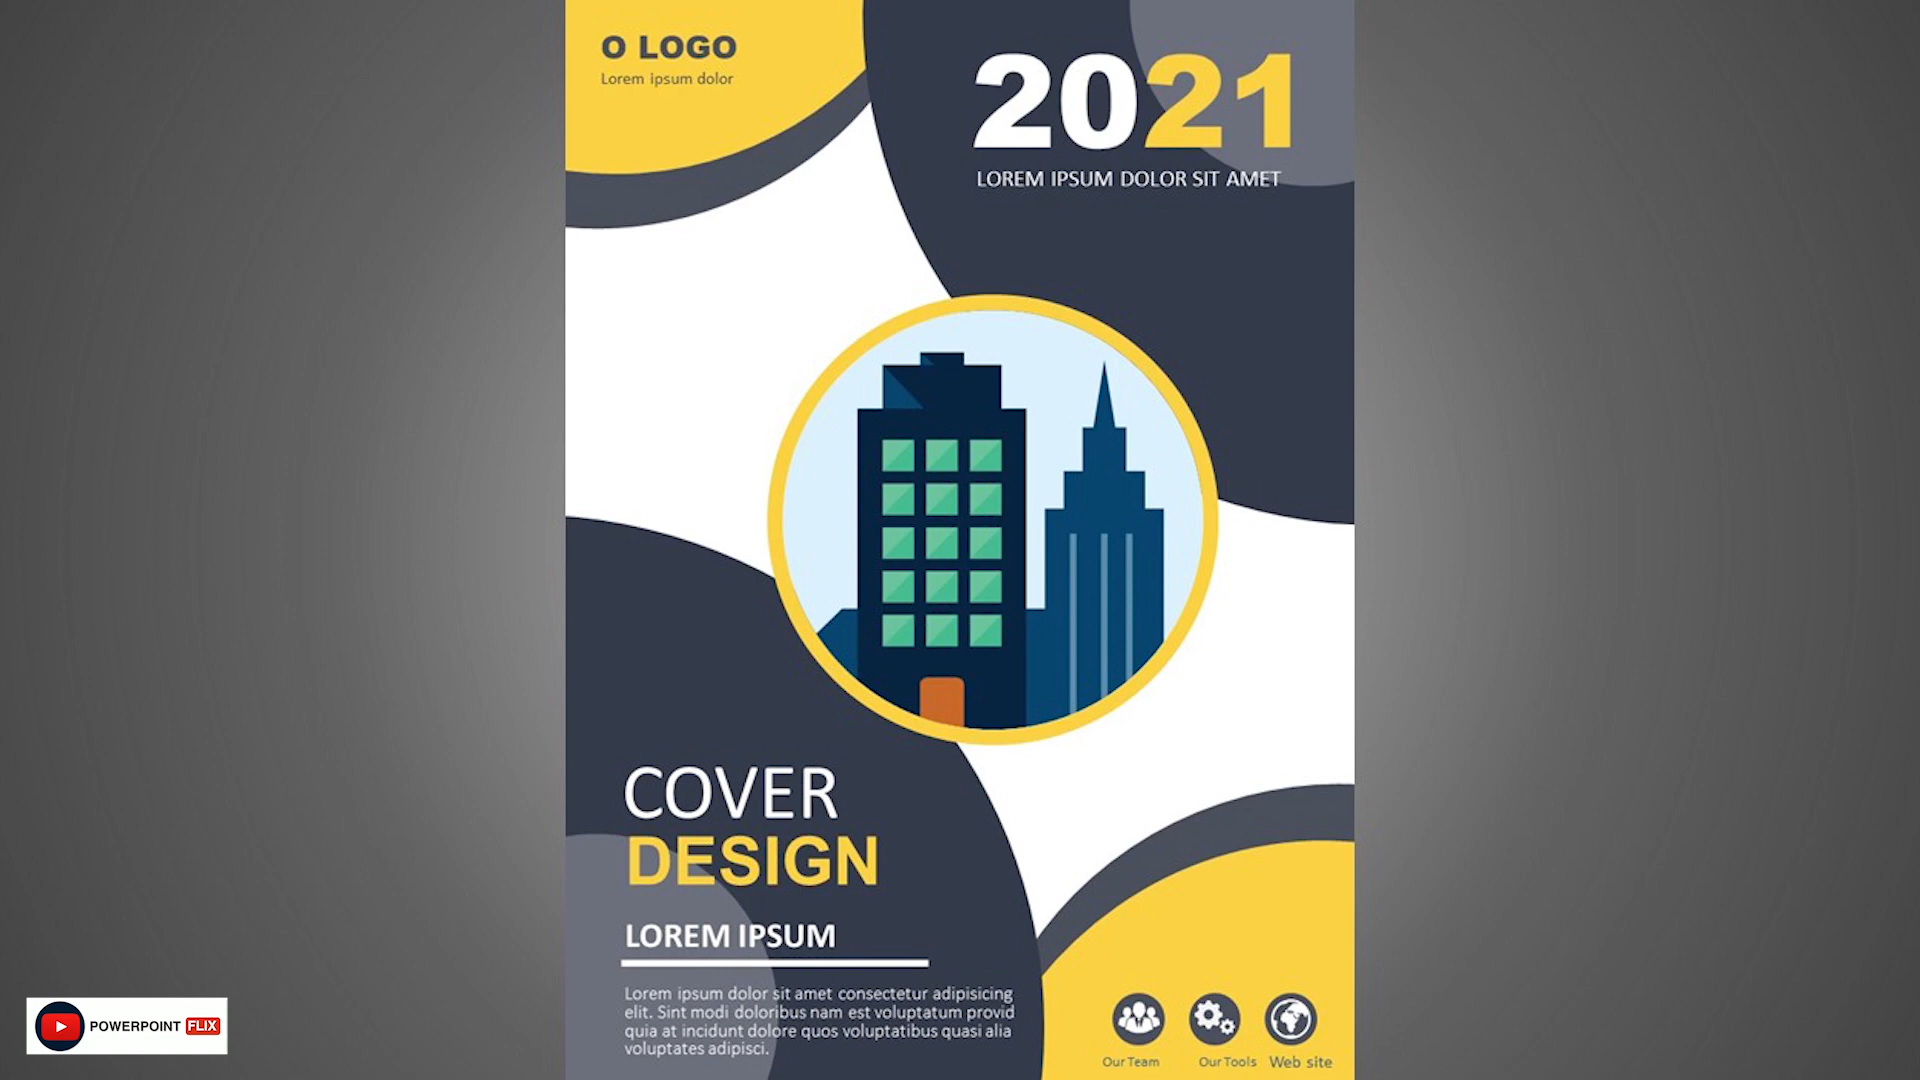 O LOGO
Lorem ipsum dolor
2021
LOREM IPSUM DOLOR SIT AMET
COVER
DESIGN
LOREM IPSUM
Lorem ipsum dolor sit amet consectetur adipisicing
elit. Sint modi doloribus nam est voluptatum provid
quia at incidunt dolore quos voluptatibus quasi alia
voluptates adipisci.
Our Team
Our Tools
Web site
POWERPOINT FLIX